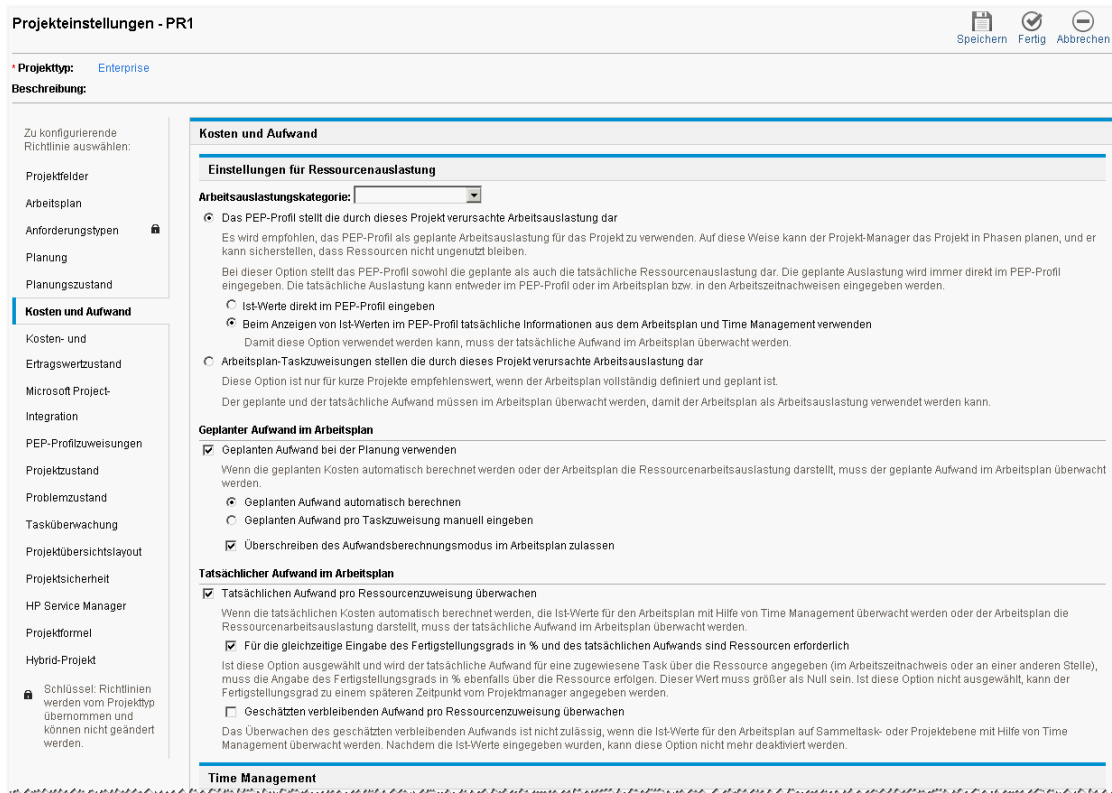 Projekteinstellungen - PR1
Speichern Fertig Abbrechen
* Projekttyp: Enterprise
Beschreibung:
Zu konfigurierende
Richtlinie auswählen:
Projektfelder
Arbeitsplan
Anforderungstypen
Planung
Planungszustand
Kosten und Aufwand
Kosten- und
Ertragswertzustand
Microsoft Project-
Integration
PEP-Profilzuweisungen
Projektzustand
Problemzustand
Tasküberwachung
Projektübersichtslayout
Projektsicherheit
HP Service Manager
Projektformel
Hybrid-Projekt
Schlüssel: Richtlinien
werden vom Projekttyp
übernommen und
können nicht geändert
werden.
Kosten und Aufwand
Einstellungen für Ressourcenauslastung
Arbeitsauslastungskategorie:
Das PEP-Profil stellt die durch dieses Projekt verursachte Arbeitsauslastung dar
Es wird empfohlen, das PEP-Profil als geplante Arbeitsauslastung für das Projekt zu verwenden. Auf diese Weise kann der Projekt-Manager das Projekt in Phasen planen, und er
kann sicherstellen, dass Ressourcen nicht ungenutzt bleiben.
Bei dieser Option stellt das PEP-Profil sowohl die geplante als auch die tatsächliche Ressourcenauslastung dar. Die geplante Auslastung wird immer direkt im PEP-Profil
eingegeben. Die tatsächliche Auslastung kann entweder im PEP-Profil oder im Arbeitsplan bzw. in den Arbeitszeitnachweisen eingegeben werden.
Ist-Werte direkt im PEP-Profil eingeben
Beim Anzeigen von Ist-Werten im PEP-Profil tatsächliche Informationen aus dem Arbeitsplan und Time Management verwenden
Damit diese Option verwendet werden kann, muss der tatsächliche Aufwand im Arbeitsplan überwacht werden.
Arbeitsplan-Taskzuweisungen stellen die durch dieses Projekt verursachte Arbeitsauslastung dar
Diese Option ist nur für kurze Projekte empfehlenswert, wenn der Arbeitsplan vollständig definiert und geplant ist.
Der geplante und der tatsächliche Aufwand müssen im Arbeitsplan überwacht werden, damit der Arbeitsplan als Arbeitsauslastung verwendet werden kann.
Geplanter Aufwand im Arbeitsplan
Geplanten Aufwand bei der Planung verwenden
Wenn die geplanten Kosten automatisch berechnet werden oder der Arbeitsplan die Ressourcenarbeitsauslastung darstellt, muss der geplante Aufwand im Arbeitsplan überwacht
werden.
Geplanten Aufwand automatisch berechnen
Geplanten Aufwand pro Taskzuweisung manuell eingeben
Überschreiben des Aufwandsberechnungsmodus im Arbeitsplan zulassen
Tatsächlicher Aufwand im Arbeitsplan
Tatsächlichen Aufwand pro Ressourcenzuweisung überwachen
Wenn die tatsächlichen Kosten automatisch berechnet werden, die Ist-Werte für den Arbeitsplan mit Hilfe von Time Management überwacht werden oder der Arbeitsplan die
Ressourcenarbeitsauslastung darstellt, muss der tatsächliche Aufwand im Arbeitsplan überwacht werden.
Für die gleichzeitige Eingabe des Fertigstellungsgrads in % und des tatsächlichen Aufwands sind Ressourcen erforderlich
Ist diese Option ausgewählt und wird der tatsächliche Aufwand für eine zugewiesene Task über die Ressource angegeben (im Arbeitszeitnachweis oder an einer anderen Stelle),
muss die Angabe des Fertigstellungsgrads in % ebenfalls über die Ressource erfolgen. Dieser Wert muss größer als Null sein. Ist diese Option nicht ausgewählt, kann der
Fertigstellungsgrad zu einem späteren Zeitpunkt vom Projektmanager angegeben werden.
Geschätzten verbleibenden Aufwand pro Ressourcenzuweisung überwachen
Das Überwachen des geschätzten verbleibenden Aufwands ist nicht zulässig, wenn die Ist-Werte für den Arbeitsplan auf Sammeltask- oder Projektebene mit Hilfe von Time
Management überwacht werden. Nachdem die Ist-Werte eingegeben wurden, kann diese Option nicht mehr deaktiviert werden.
Time Management